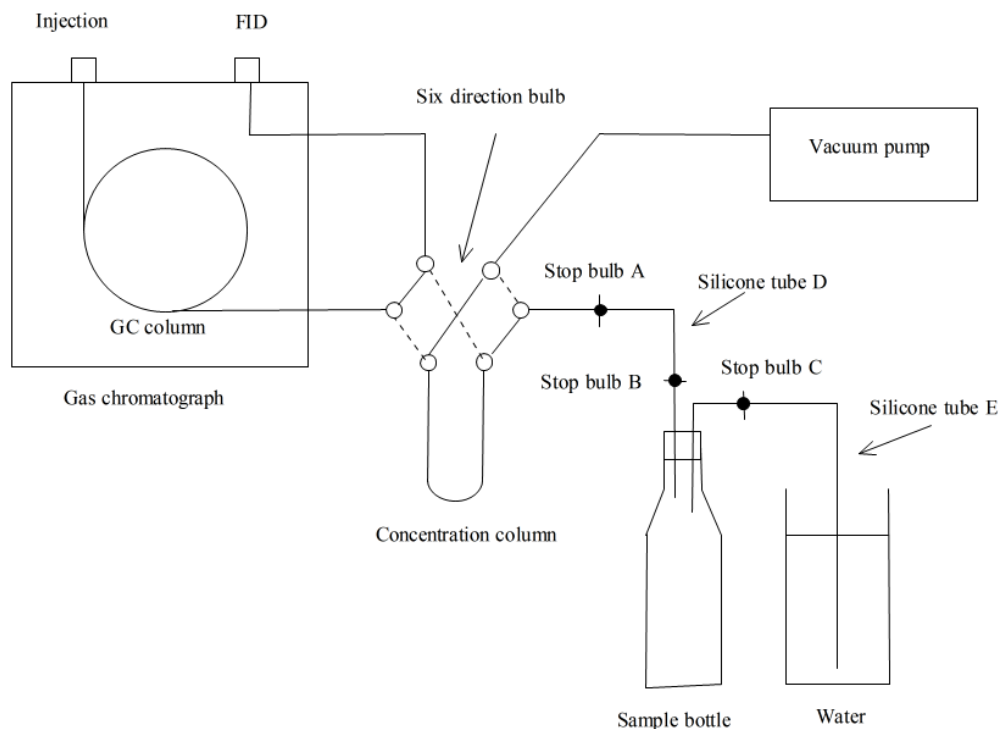 Injection
FID
Six direction bulb
Vacuum pump
Stop bulb A
Silicone tube D
GC column
Stop bulb B
Stop bulb C
Gas chromatograph
Silicone tube E
Concentration column
Sample bottle
Water